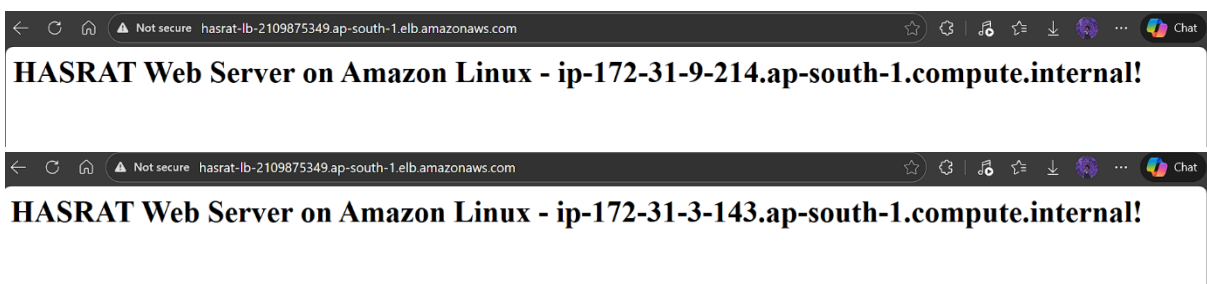 Not secure hasrat-lb-2109875349.ap-south-1.elb.amazonaws.com Chat
HASRAT Web Server on Amazon Linux - ip-172-31-9-214.ap-south-1.compute.internal!
Not secure hasrat-lb-2109875349.ap-south-1.elb.amazonaws.com Chat
HASRAT Web Server on Amazon Linux - ip-172-31-3-143.ap-south-1.compute.internal!